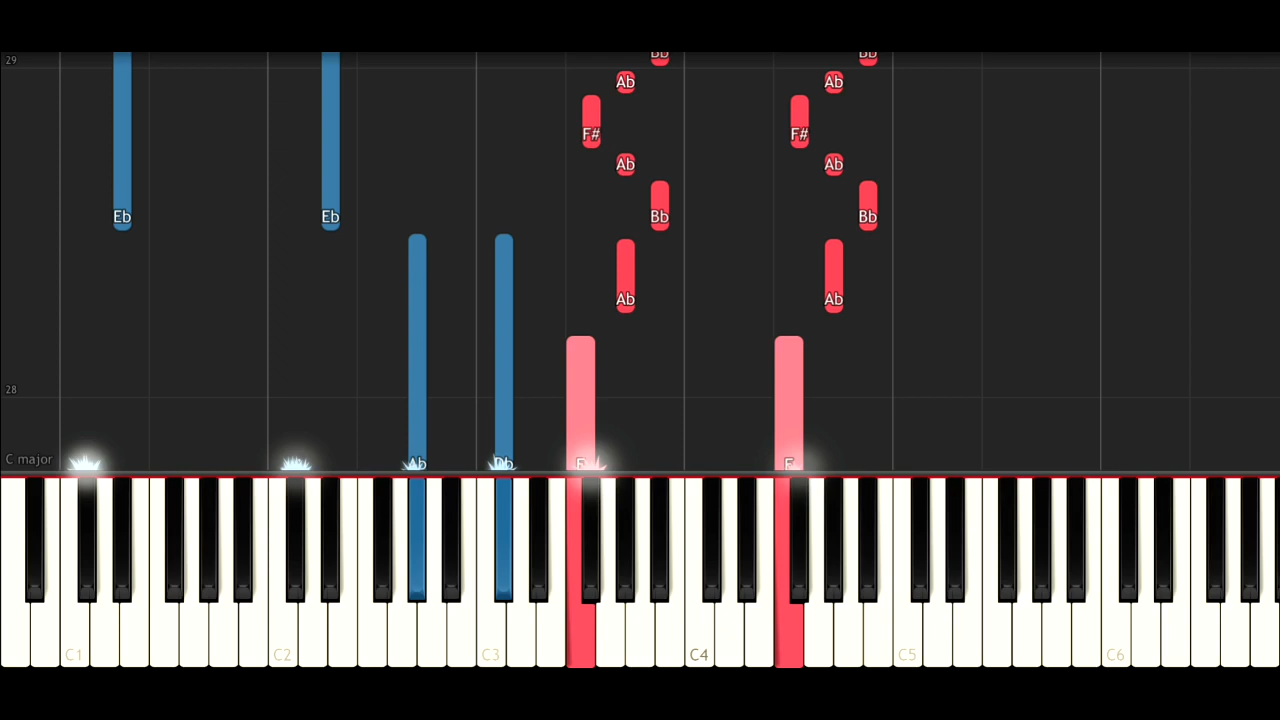 29
Bb Bb
Ab Ab
F# F#
Ab Ab
Eb Eb Bb Bb
Ab Ab
28
C major Ab Db F F
C1 C2 C3 C4 C5 C6